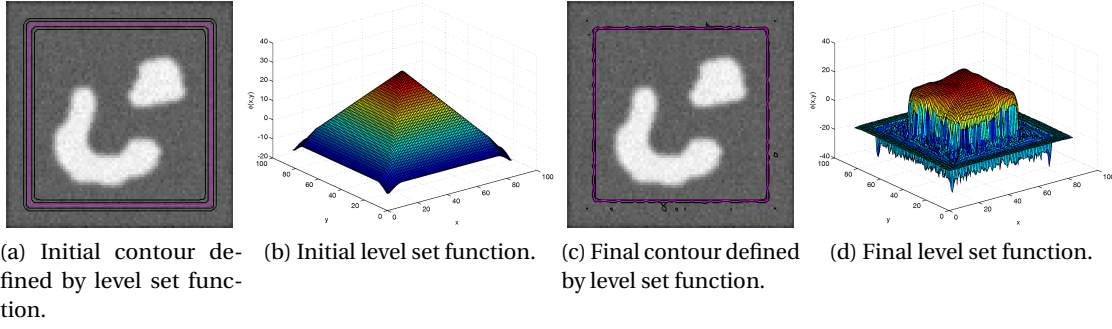 40
30
20
10
0
-10
-20
100
80
60
40
20
0
y
0
20
40
60
80
100
x
ø(x,y)
40
20
0
-20
-40
100
80
60
40
20
0
y
0
20
40
60
80
100
x
ø(x,y)
(a) Initial contour de-
fined by level set func-
tion.
(b) Initial level set function.
(c) Final contour defined
by level set function.
(d) Final level set function.